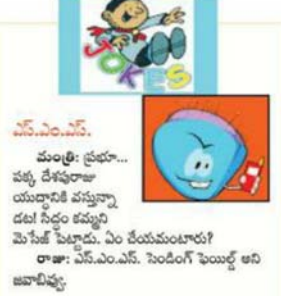 JOKES
ఎస్.ఎం.ఎస్.
మంత్రి: ప్రభూ...
పక్క దేశపురాజు
యుద్ధానికి వస్తున్నా
డట! సిద్ధం కమ్మని
మెసేజ్ పెట్టాడు. ఏం చేయమంటారు?
రాజు: ఎస్.ఎం.ఎస్. సెండింగ్ ఫెయిల్డ్ అని
జవాబివ్వు.